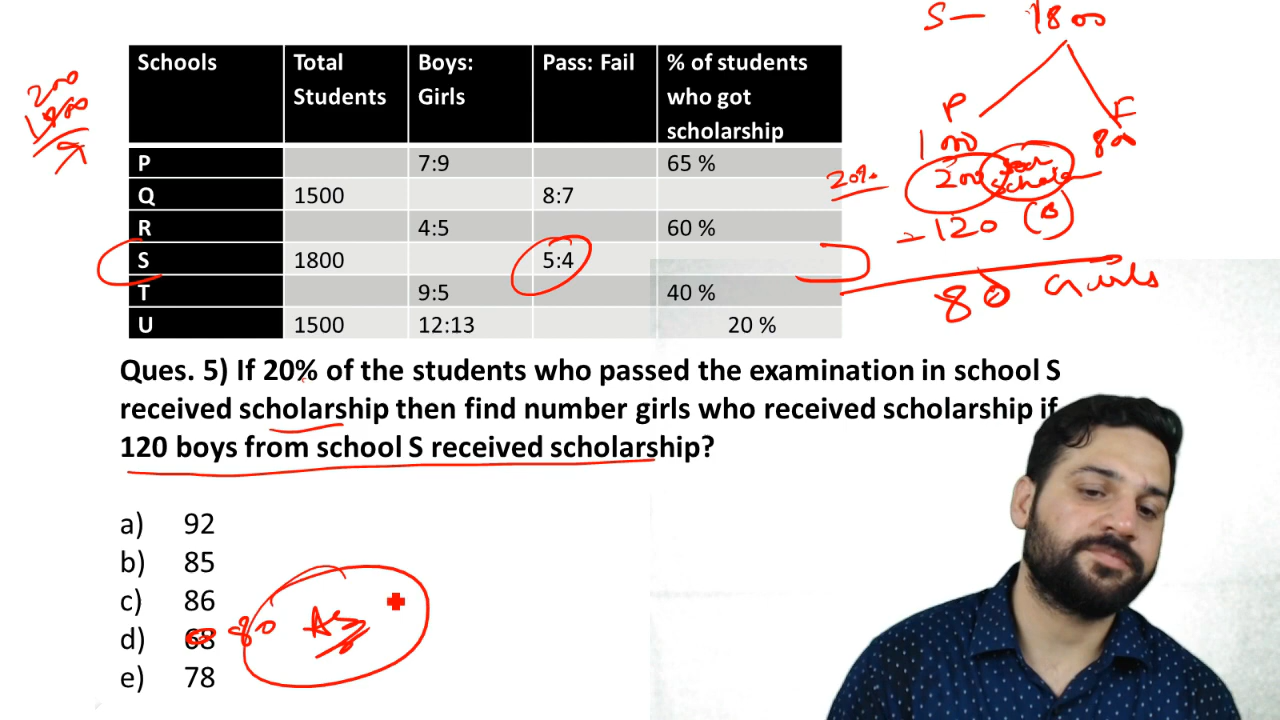 S— 1800
Schools Total Students Boys: Girls Pass: Fail % of students who got scholarship
P 7:9 65 %
Q 1500 8:7
R 4:5 60 %
S 1800 5:4
T 9:5 40 %
U 1500 12:13 20 %
200
1800
9
P F
1000 800
20% 200
- 120 (B)
80 Girls
Ques. 5) If 20% of the students who passed the examination in school S
received scholarship then find number girls who received scholarship if
120 boys from school S received scholarship?
a) 92
b) 85
c) 86
d) 68 80
e) 78